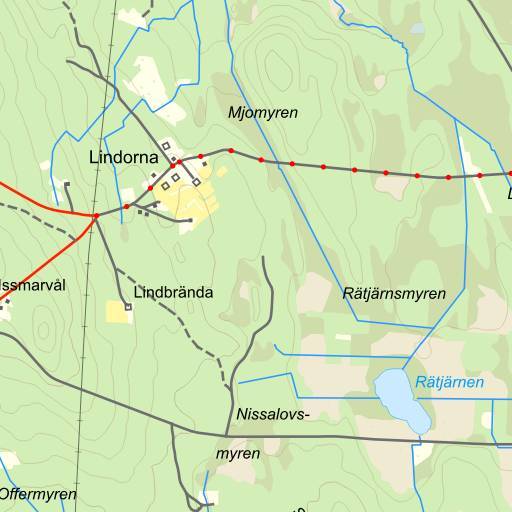 Mjomyren
Lindorna
Issmarvål
Lindbrända
Rätjärnsmyren
Rätjärnen
Nissalovs-
myren
Offermyren